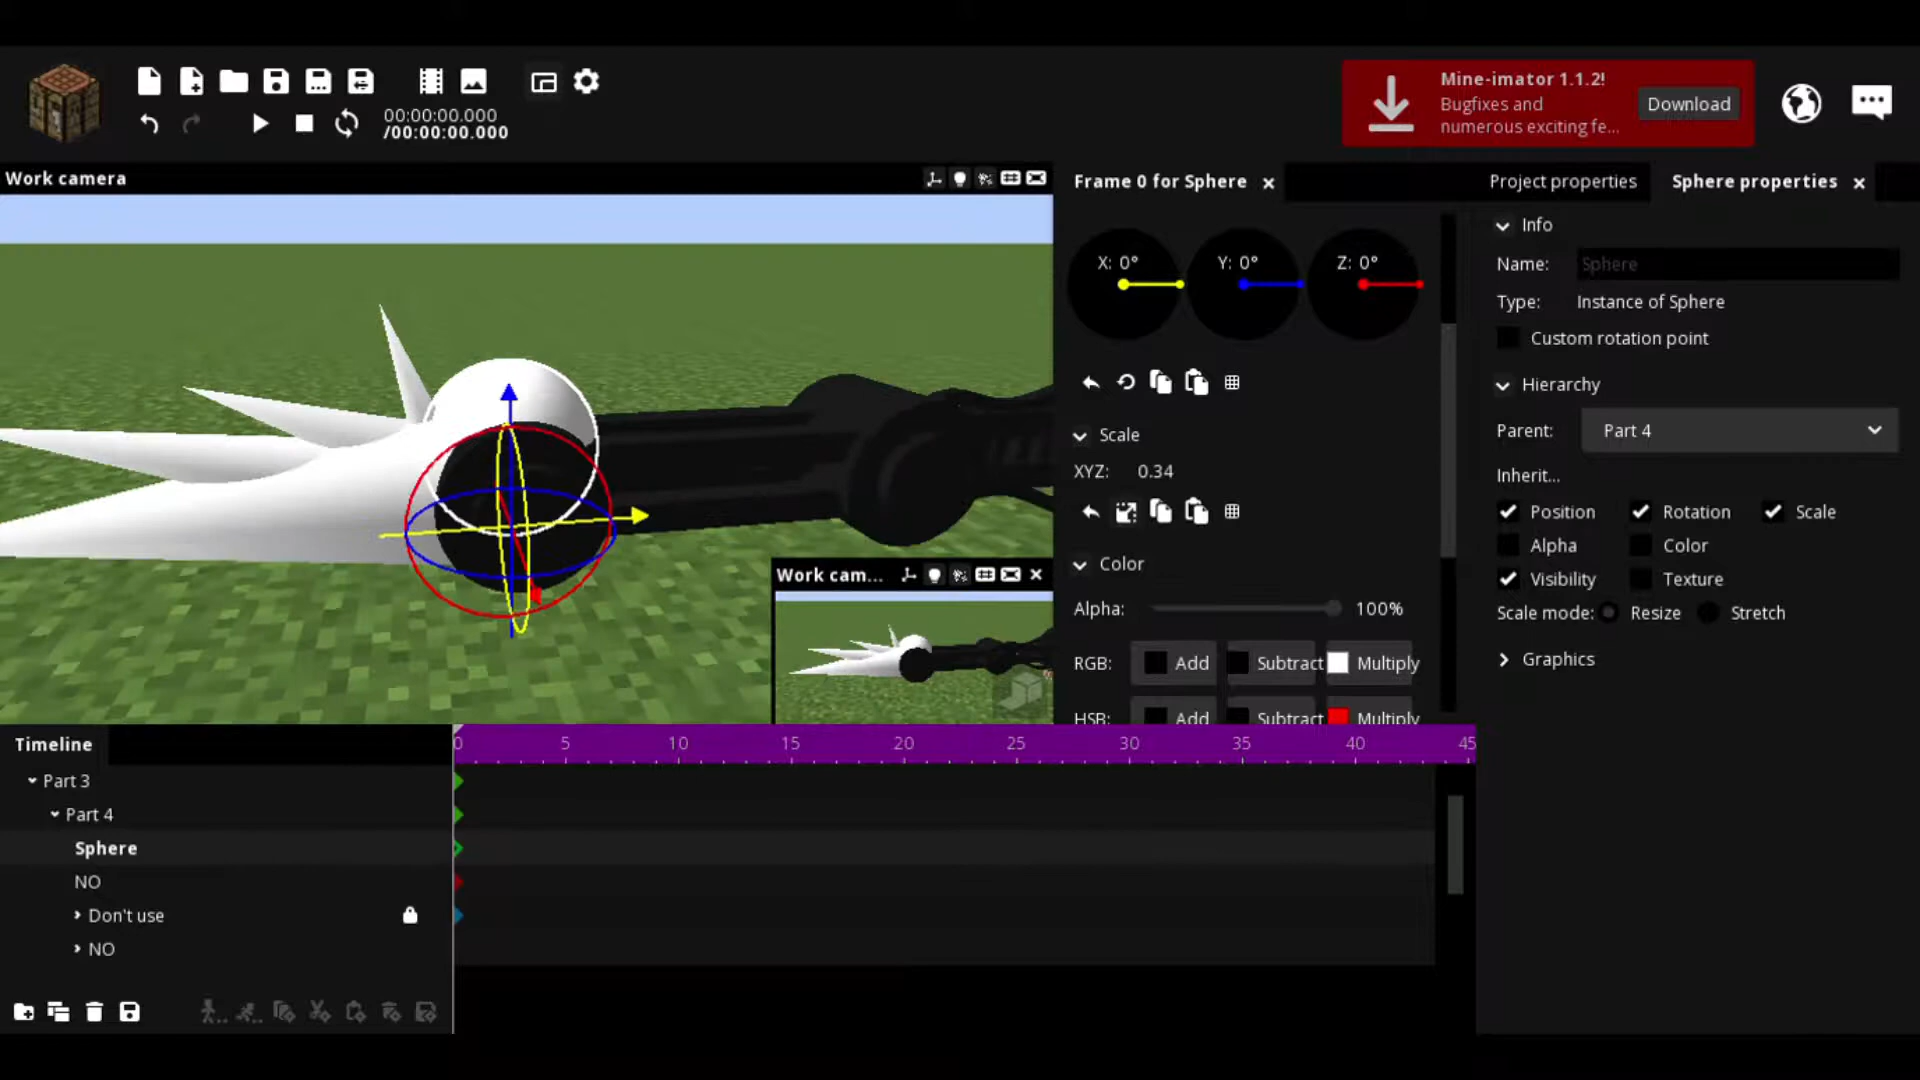 Mine-imator 1.1.2!
Bugfixes and
numerous exciting fe...
Download
00:00:00.000
/00:00:00.000
Work camera
Frame 0 for Sphere
Project properties
Sphere properties
X: 0°
Y: 0°
Z: 0°
Scale
XYZ: 0.34
Color
Alpha: 100%
RGB: Add Subtract Multiply
HSB: Add Subtract Multiply
Info
Name: Sphere
Type: Instance of Sphere
Custom rotation point
Hierarchy
Parent: Part 4
Inherit...
Position Rotation Scale
Alpha Color
Visibility Texture
Scale mode: Resize Stretch
Graphics
Work cam...
Timeline
0 5 10 15 20 25 30 35 40 45
Part 3
Part 4
Sphere
NO
Don't use
NO